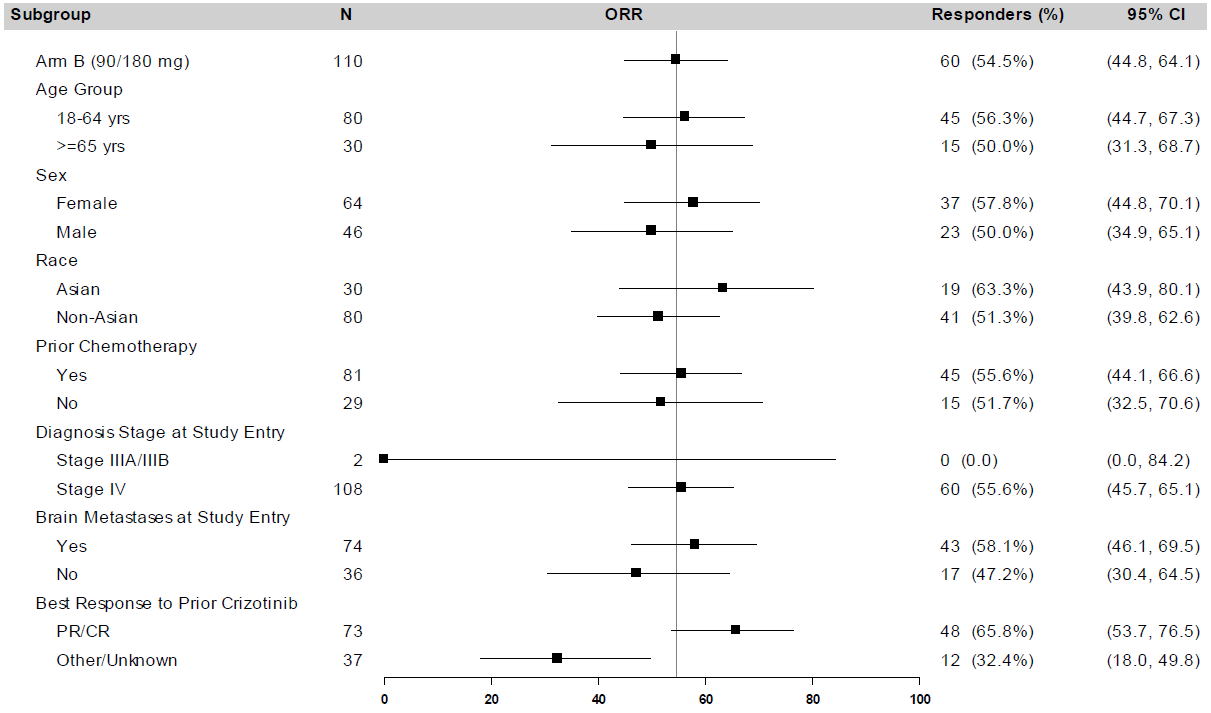 Subgroup N ORR Responders (%) 95% CI
Arm B (90/180 mg) 110 60 (54.5%) (44.8, 64.1)
Age Group
18-64 yrs 80 45 (56.3%) (44.7, 67.3)
>=65 yrs 30 15 (50.0%) (31.3, 68.7)
Sex
Female 64 37 (57.8%) (44.8, 70.1)
Male 46 23 (50.0%) (34.9, 65.1)
Race
Asian 30 19 (63.3%) (43.9, 80.1)
Non-Asian 80 41 (51.3%) (39.8, 62.6)
Prior Chemotherapy
Yes 81 45 (55.6%) (44.1, 66.6)
No 29 15 (51.7%) (32.5, 70.6)
Diagnosis Stage at Study Entry
Stage IIIA/IIIB 2 0 (0.0) (0.0, 84.2)
Stage IV 108 60 (55.6%) (45.7, 65.1)
Brain Metastases at Study Entry
Yes 74 43 (58.1%) (46.1, 69.5)
No 36 17 (47.2%) (30.4, 64.5)
Best Response to Prior Crizotinib
PR/CR 73 48 (65.8%) (53.7, 76.5)
Other/Unknown 37 12 (32.4%) (18.0, 49.8)
0 20 40 60 80 100